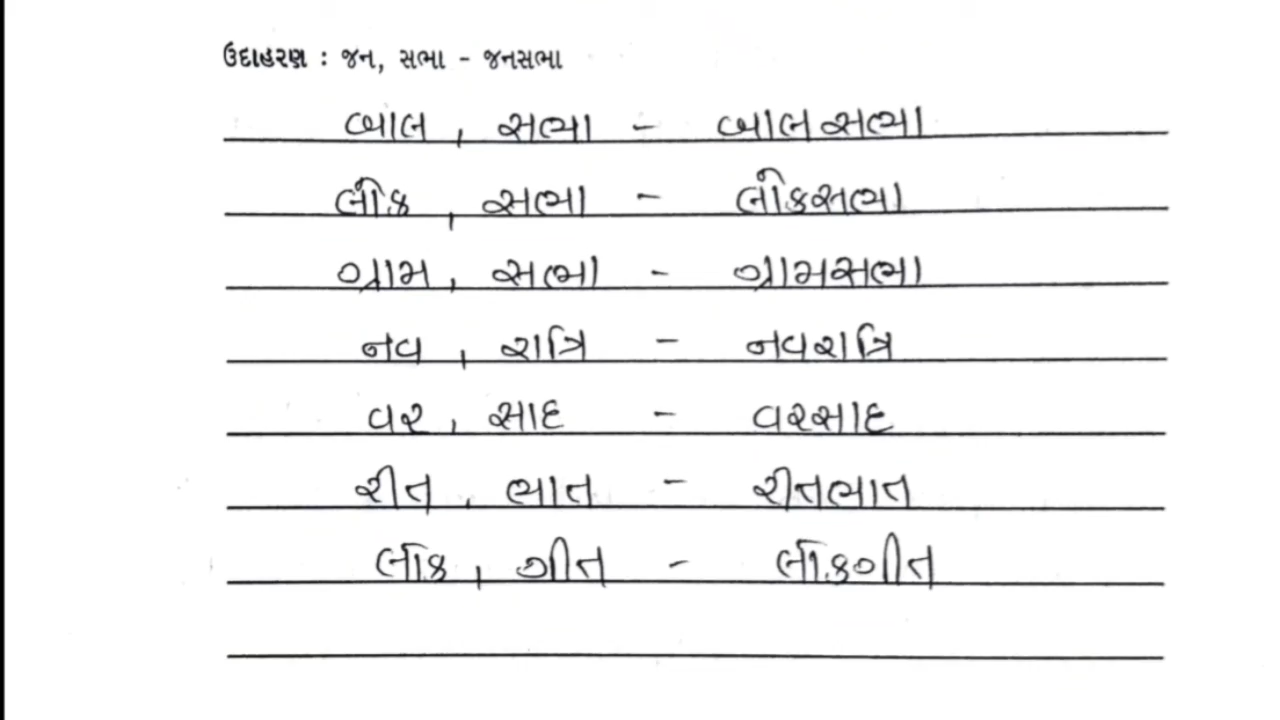 ઉદાહરણ : જન, સભા - જનસભા
બાલ , સભા - બાલસભા
લોક , સભા - લોકસભા
ગ્રામ , સભા - ગ્રામસભા
નવ , રાત્રિ - નવરાત્રિ
વર , સાદ - વરસાદ
રીત , ભાત - રીતભાત
લોક , ગીત - લોકગીત